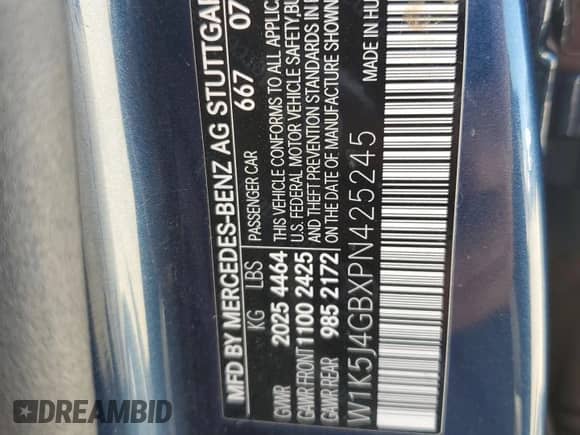 MFD BY MERCEDES-BENZ AG STUTTGAR
667 07
KG LBS PASSENGER CAR
GVWR 2025 4464 THIS VEHICLE CONFORMS TO ALL APPLIC
GAWR FRONT 1100 2425 U.S. FEDERAL MOTOR VEHICLE SAFETY, BU
GAWR REAR 985 2172 AND THEFT PREVENTION STANDARDS IN
ON THE DATE OF MANUFACTURE SHOWN
W1K5J4GBXPN425245 MADE IN HU
DREAMBID